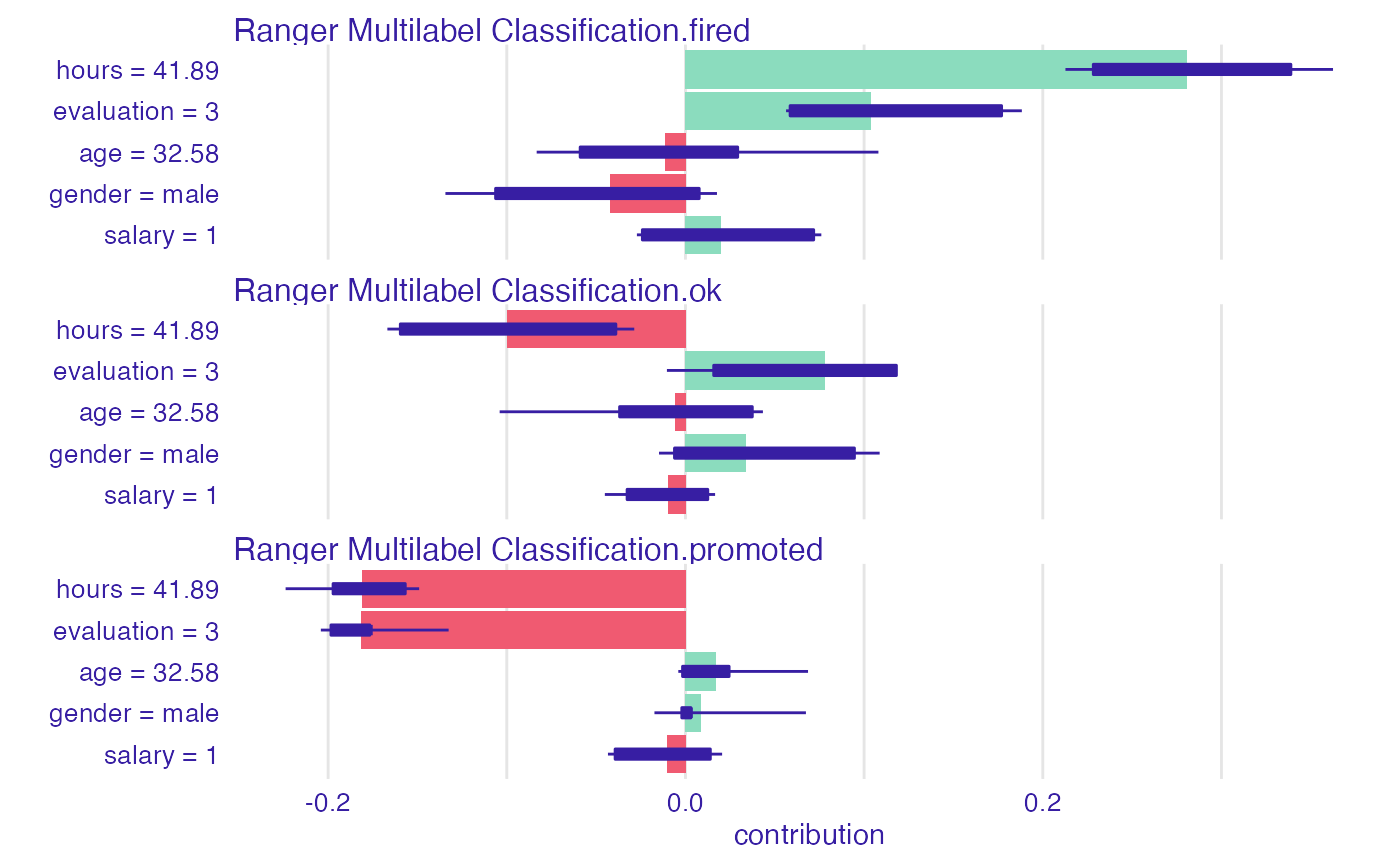 Ranger Multilabel Classification.fired
hours = 41.89
evaluation = 3
age = 32.58
gender = male
salary = 1
Ranger Multilabel Classification.ok
hours = 41.89
evaluation = 3
age = 32.58
gender = male
salary = 1
Ranger Multilabel Classification.promoted
hours = 41.89
evaluation = 3
age = 32.58
gender = male
salary = 1
-0.2 0.0 0.2
contribution